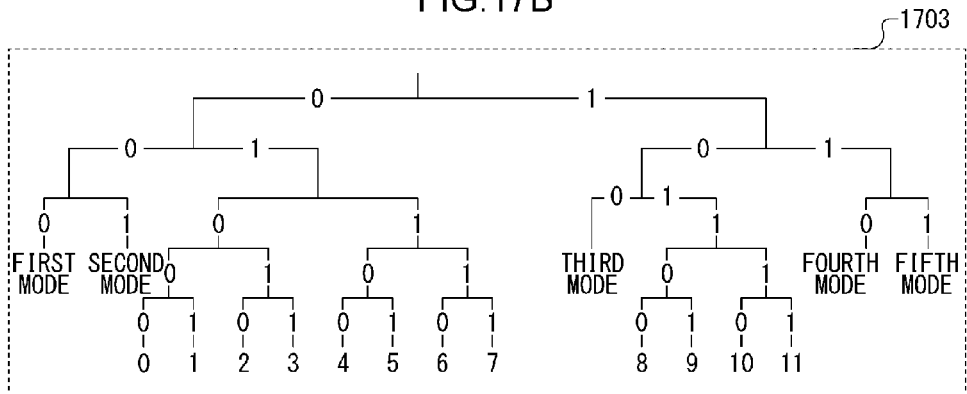 FIG.17B
1703
0 1
0 1 0 1
0 1
0 1 0 1 1 0 1
FIRST SECOND THIRD FOURTH FIFTH
0 1 0 1 0 1
MODE MODE MODE MODE MODE
0 1 0 1 0 1 0 1 0 1 0 1
0 1 2 3 4 5 6 7 8 9 10 11